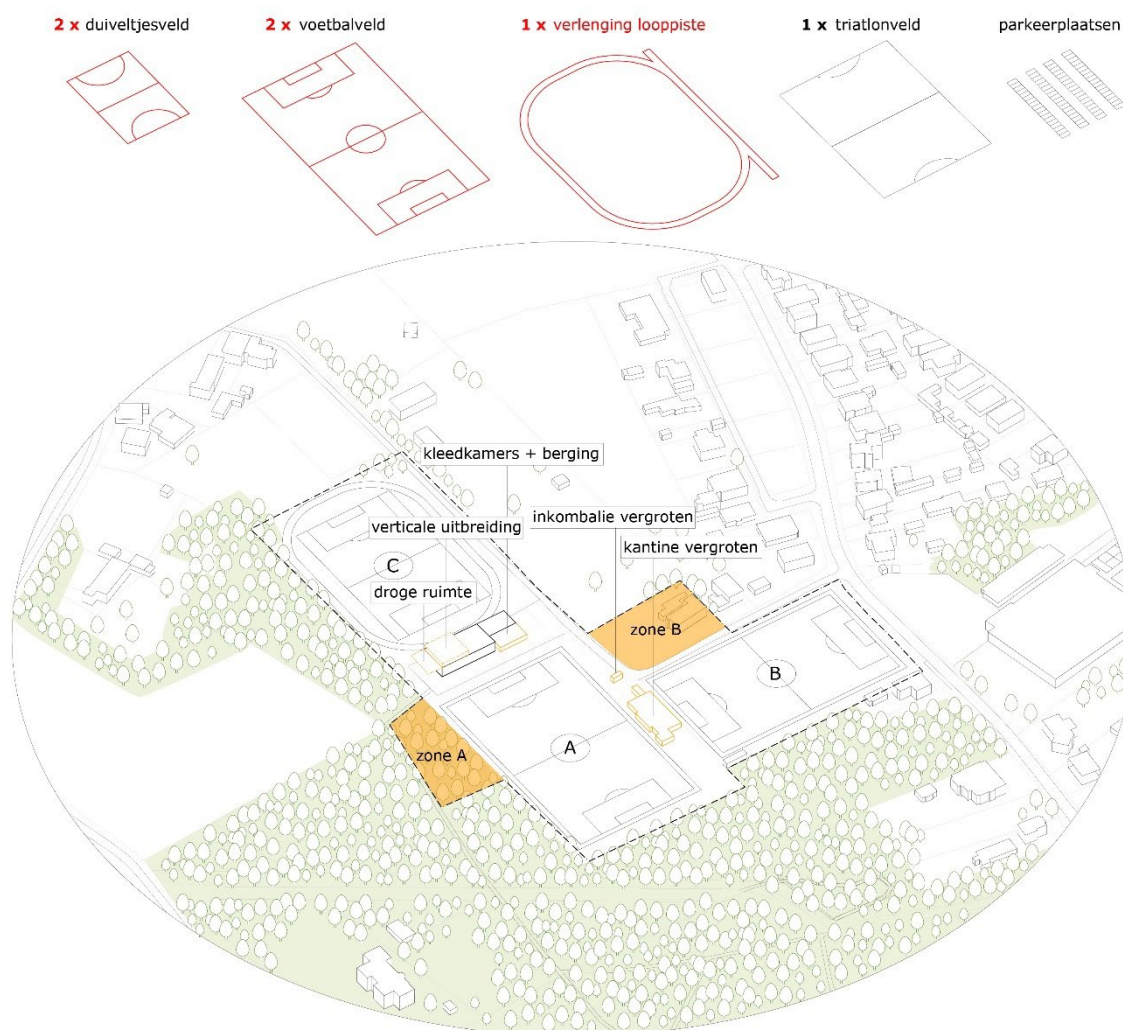 2 x duiveltjesveld
2 x voetbalveld
1 x verlenging looppiste
1 x triatlonveld
parkeerplaatsen
kleedkamers + berging
verticale uitbreiding
inkombalie vergroten
kantine vergroten
C
droge ruimte
zone B
B
A
zone A